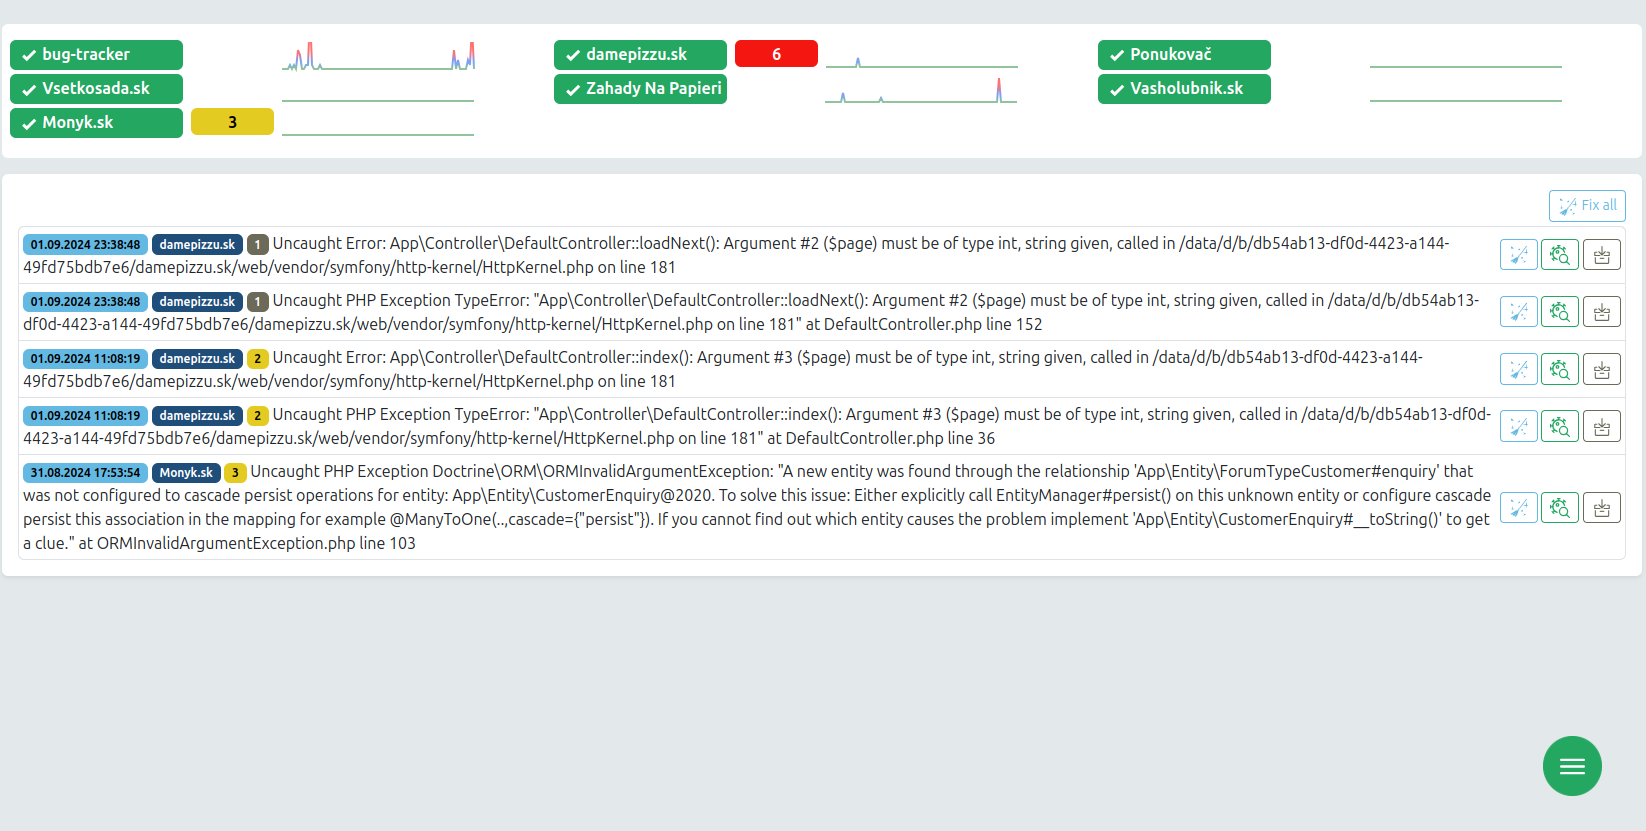 bug-tracker
damepizzu.sk 6
Ponukovač
Vsetkosada.sk
Zahady Na Papieri
Vasholubnik.sk
Monyk.sk 3
Fix all
01.09.2024 23:38:48 damepizzu.sk 1 Uncaught Error: App\Controller\DefaultController::loadNext(): Argument #2 ($page) must be of type int, string given, called in /data/d/b/db54ab13-df0d-4423-a144-
49fd75bdb7e6/damepizzu.sk/web/vendor/symfony/http-kernel/HttpKernel.php on line 181
01.09.2024 23:38:48 damepizzu.sk 1 Uncaught PHP Exception TypeError: "App\Controller\DefaultController::loadNext(): Argument #2 ($page) must be of type int, string given, called in /data/d/b/db54ab13-
df0d-4423-a144-49fd75bdb7e6/damepizzu.sk/web/vendor/symfony/http-kernel/HttpKernel.php on line 181" at DefaultController.php line 152
01.09.2024 11:08:19 damepizzu.sk 2 Uncaught Error: App\Controller\DefaultController::index(): Argument #3 ($page) must be of type int, string given, called in /data/d/b/db54ab13-df0d-4423-a144-
49fd75bdb7e6/damepizzu.sk/web/vendor/symfony/http-kernel/HttpKernel.php on line 181
01.09.2024 11:08:19 damepizzu.sk 2 Uncaught PHP Exception TypeError: "App\Controller\DefaultController::index(): Argument #3 ($page) must be of type int, string given, called in /data/d/b/db54ab13-df0d-
4423-a144-49fd75bdb7e6/damepizzu.sk/web/vendor/symfony/http-kernel/HttpKernel.php on line 181" at DefaultController.php line 36
31.08.2024 17:53:54 Monyk.sk 3 Uncaught PHP Exception Doctrine\ORM\ORMInvalidArgumentException: "A new entity was found through the relationship 'App\Entity\ForumTypeCustomer#enquiry' that
was not configured to cascade persist operations for entity: App\Entity\CustomerEnquiry@2020. To solve this issue: Either explicitly call EntityManager#persist() on this unknown entity or configure cascade
persist this association in the mapping for example @ManyToOne(..,cascade={"persist"}). If you cannot find out which entity causes the problem implement 'App\Entity\CustomerEnquiry#__toString()' to get
a clue." at ORMInvalidArgumentException.php line 103